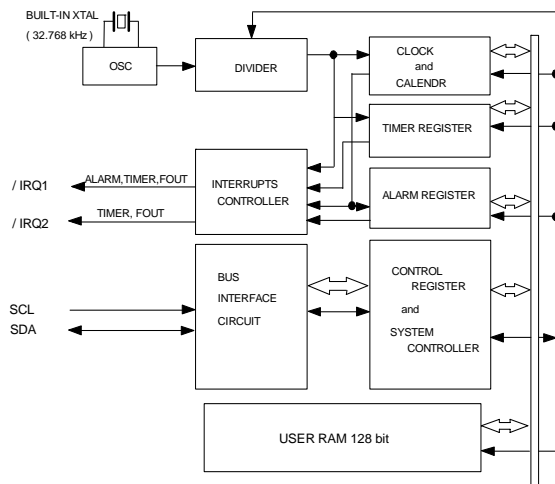 BUILT-IN XTAL
( 32.768 kHz)
OSC
DIVIDER
CLOCK
and
CALENDR
TIMER REGISTER
/ IRQ1
ALARM,TIMER,FOUT
INTERRUPTS
CONTROLLER
ALARM REGISTER
/ IRQ2
TIMER, FOUT
BUS
INTERFACE
CIRCUIT
CONTROL
REGISTER
and
SYSTEM
CONTROLLER
SCL
SDA
USER RAM 128 bit